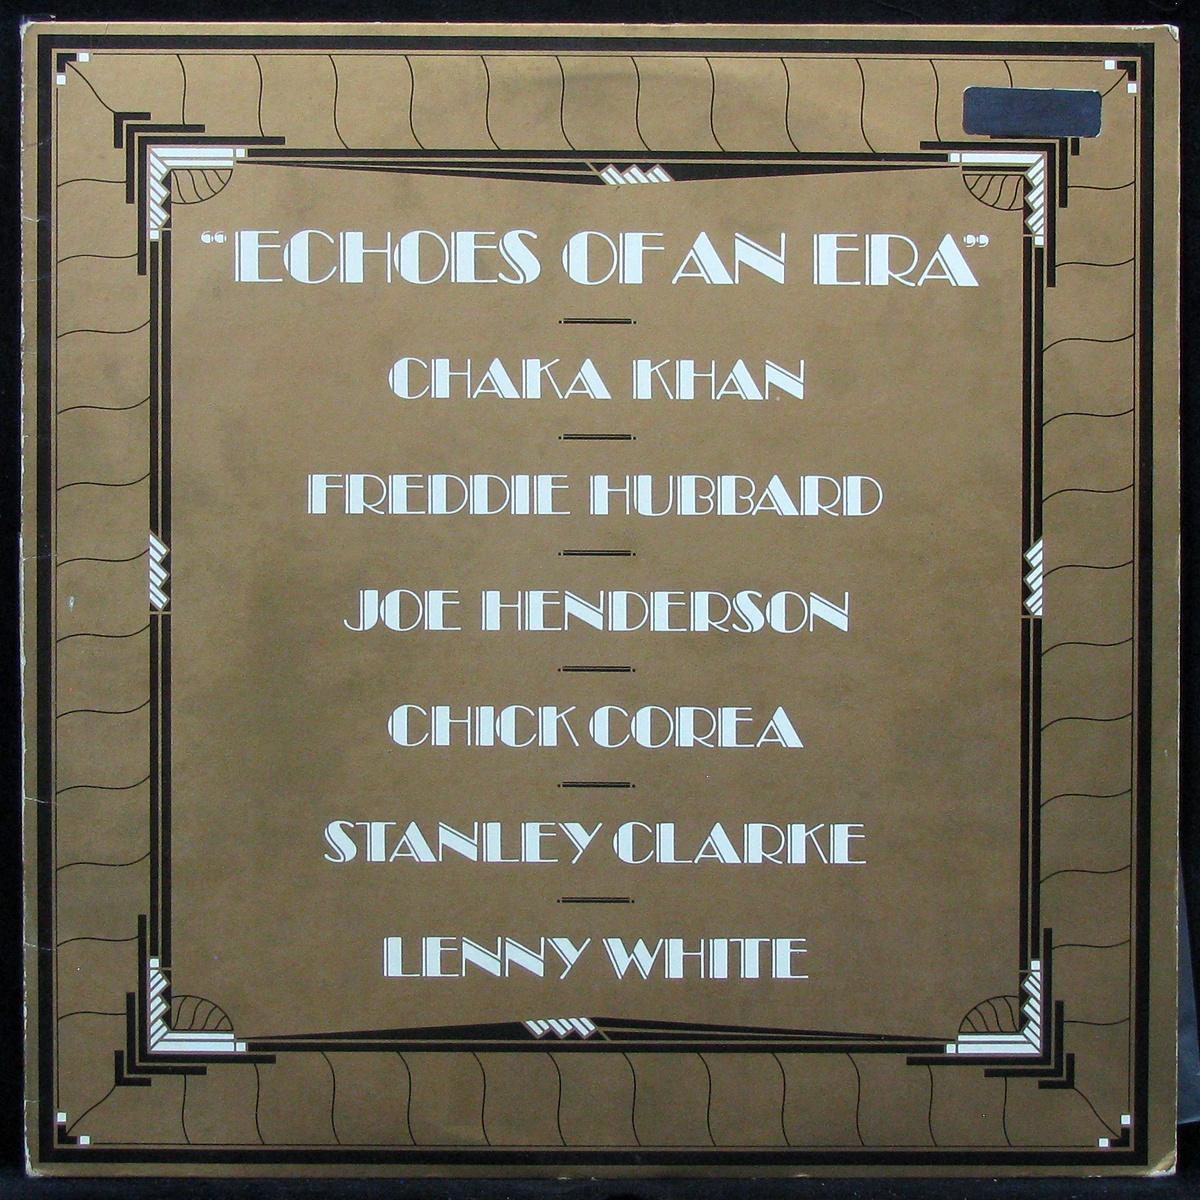 “ECHOES OF AN ERA”
CHAKA KHAN
FREDDIE HUBBARD
JOE HENDERSON
CHICK COREA
STANLEY CLARKE
LENNY WHITE